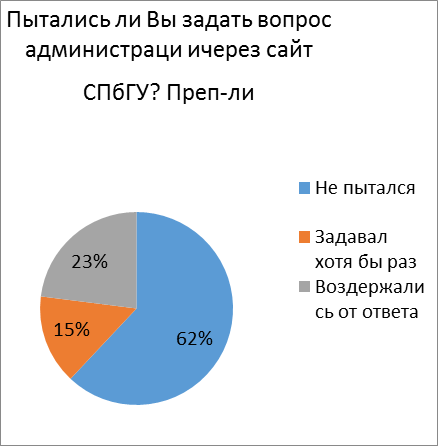 Пытались ли Вы задать вопрос
администраци ичерез сайт
СПбГУ? Преп-ли
Не пытался
Задавал
хотя бы раз
Воздержали
сь от ответа
23%
15%
62%